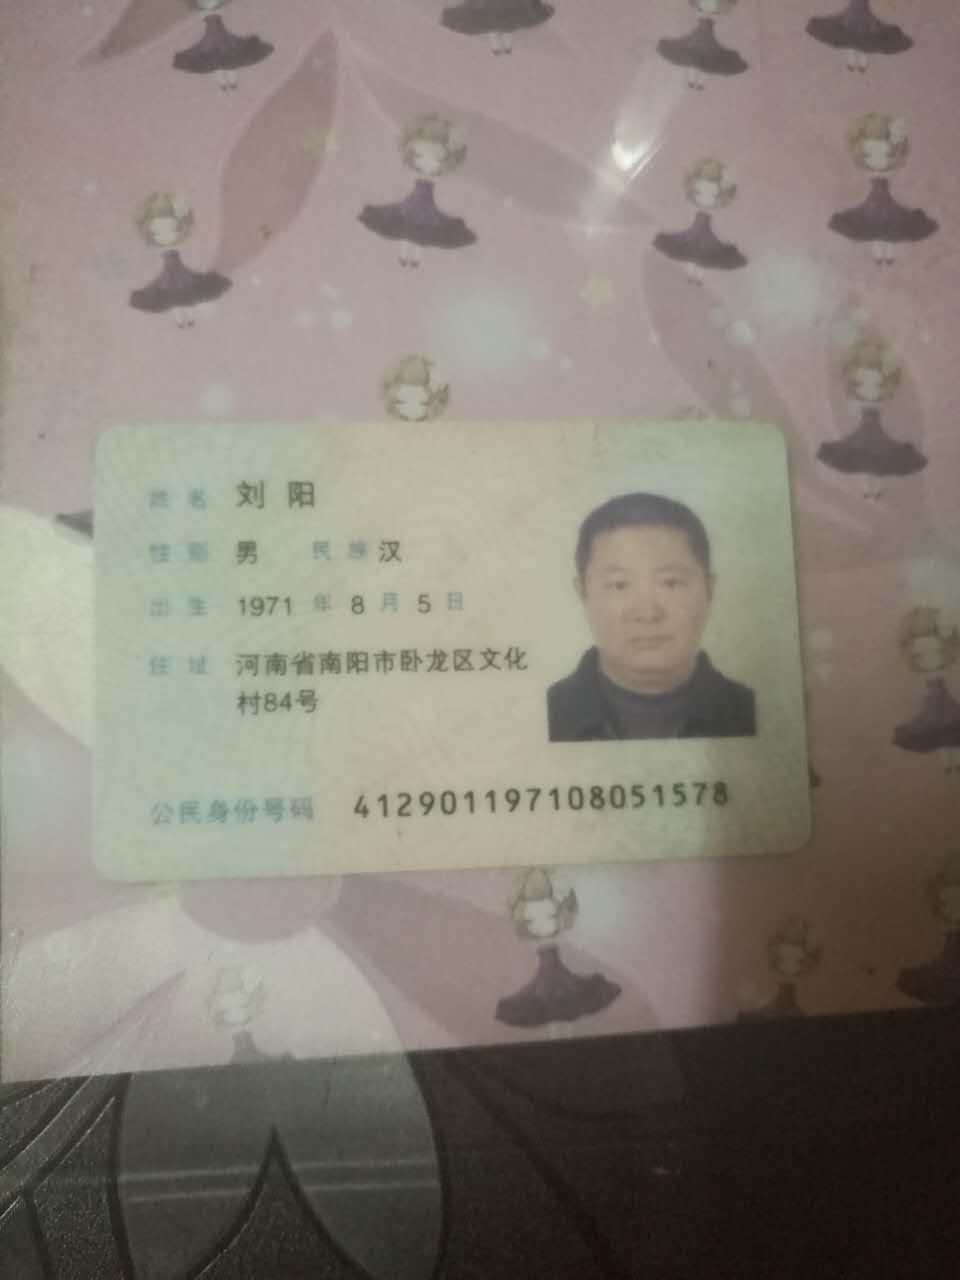 姓名 刘阳
性别 男 民族 汉
出生 1971 年 8 月 5 日
住址 河南省南阳市卧龙区文化
村84号
公民身份号码 412901197108051578